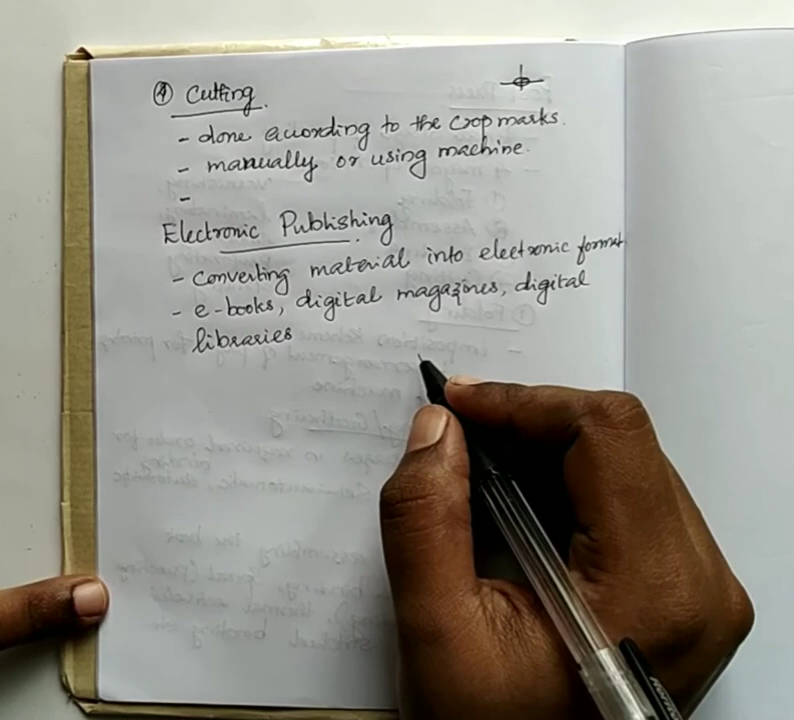 ④ Cutting
- done according to the Crop marks.
- manually or using machine.
-
Electronic Publishing
- Converting material into electronic format
- e-books, digital magazines, digital
libraries